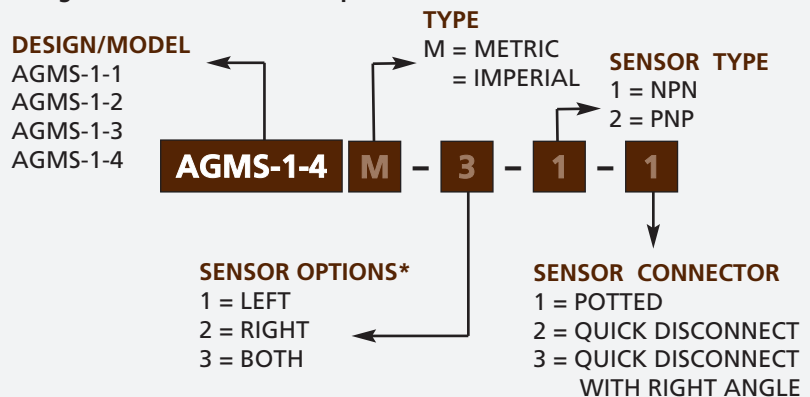 DESIGN/MODEL
AGMS-1-1
AGMS-1-2
AGMS-1-3
AGMS-1-4
TYPE
M = METRIC
= IMPERIAL
SENSOR TYPE
1 = NPN
2 = PNP
AGMS-1-4 M - 3 - 1 - 1
SENSOR OPTIONS*
1 = LEFT
2 = RIGHT
3 = BOTH
SENSOR CONNECTOR
1 = POTTED
2 = QUICK DISCONNECT
3 = QUICK DISCONNECT
WITH RIGHT ANGLE